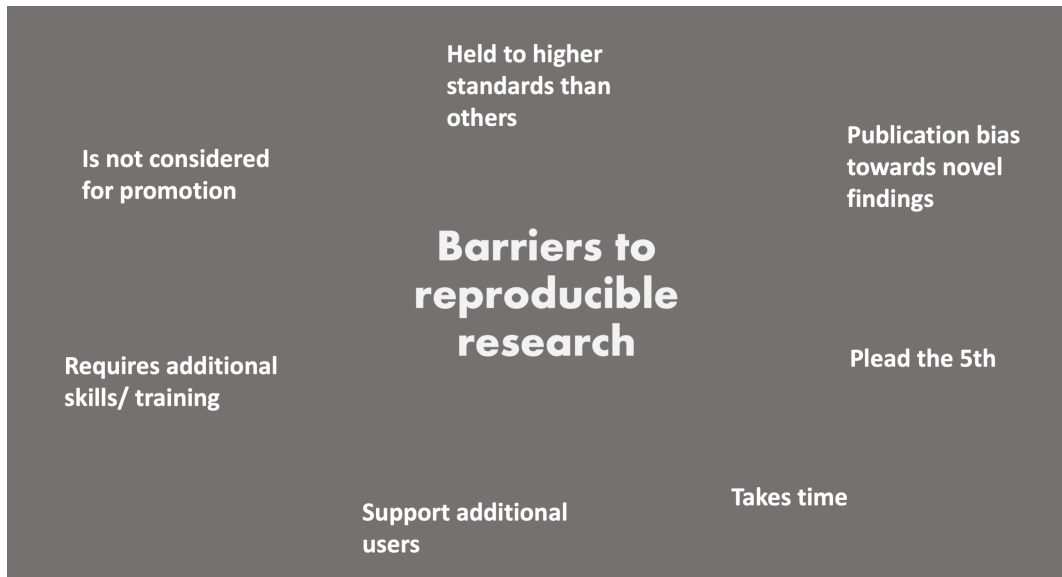 Held to higher
standards than
others
Publication bias
towards novel
findings
Is not considered
for promotion
Barriers to
reproducible
research
Plead the 5th
Requires additional
skills/ training
Takes time
Support additional
users